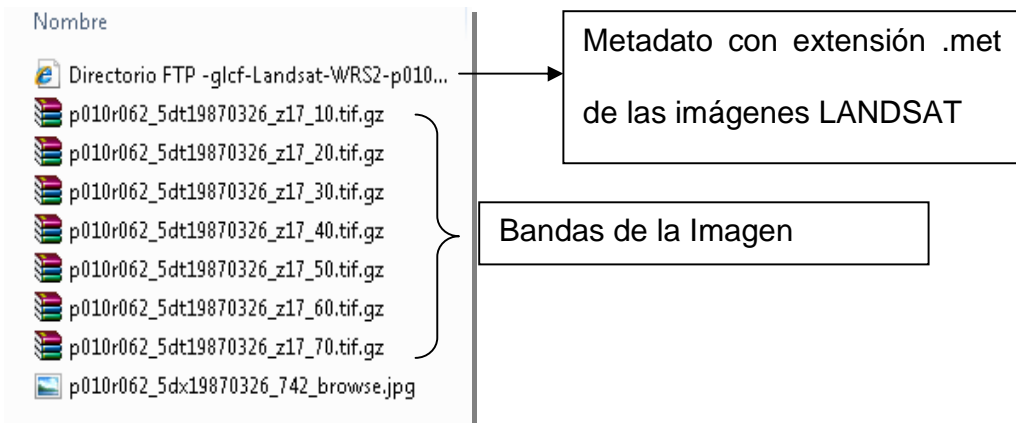 Nombre
Directorio FTP -glcf-Landsat-WRS2-p010...
p010r062_5dt19870326_z17_10.tif.gz
p010r062_5dt19870326_z17_20.tif.gz
p010r062_5dt19870326_z17_30.tif.gz
p010r062_5dt19870326_z17_40.tif.gz
p010r062_5dt19870326_z17_50.tif.gz
p010r062_5dt19870326_z17_60.tif.gz
p010r062_5dt19870326_z17_70.tif.gz
p010r062_5dx19870326_742_browse.jpg
Metadato con extensión .met
de las imágenes LANDSAT
Bandas de la Imagen